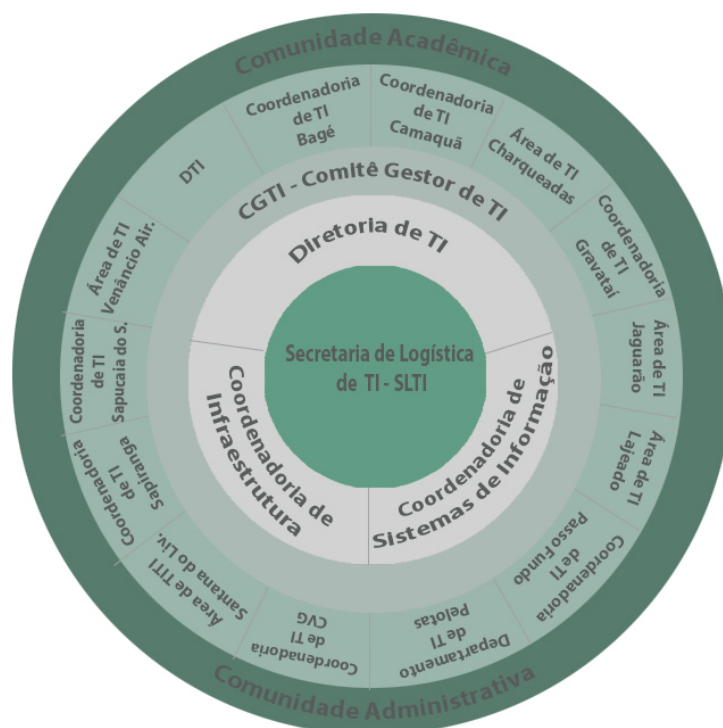 Comunidade Acadêmica
Coordenadoria
de TI
Bagé
Coordenadoria
de TI
Camaquã
Área de TI
Charqueadas
Coordenadoria
de TI
Gravataí
Área de TI
Jaguarão
Área de TI
Lajeado
Coordenadoria
de TI
Passo Fundo
Departamento
de TI
Pelotas
Coordenadoria
de TI
CVG
Área de TITI
Santana do Liv.
Coordenadoria
de TI
Sapiranga
Coordenadoria
de TI
Sapucaia do S.
Área de TI
Venâncio Air.
DTI
CGTI - Comitê Gestor de TI
Diretoria de TI
Coordenadoria de
Sistemas de Informação
Coordenadoria de
Infraestrutura
Secretaria de Logística
de TI - SLTI
Comunidade Administrativa